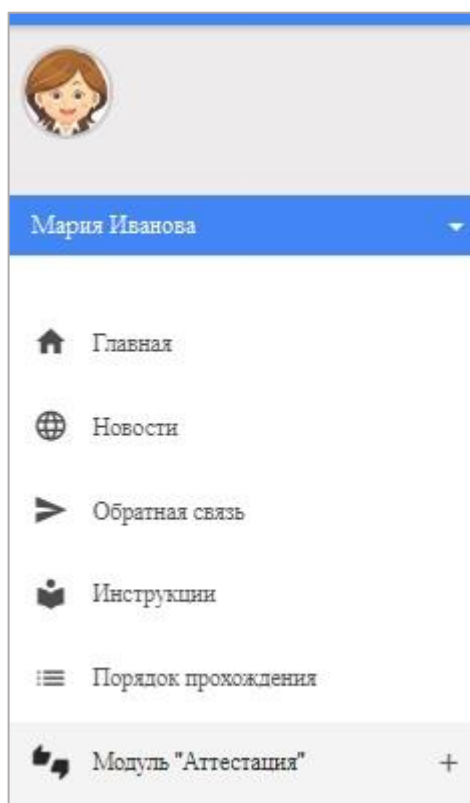 Мария Иванова
Главная
Новости
Обратная связь
Инструкции
Порядок прохождения
Модуль "Аттестация" +